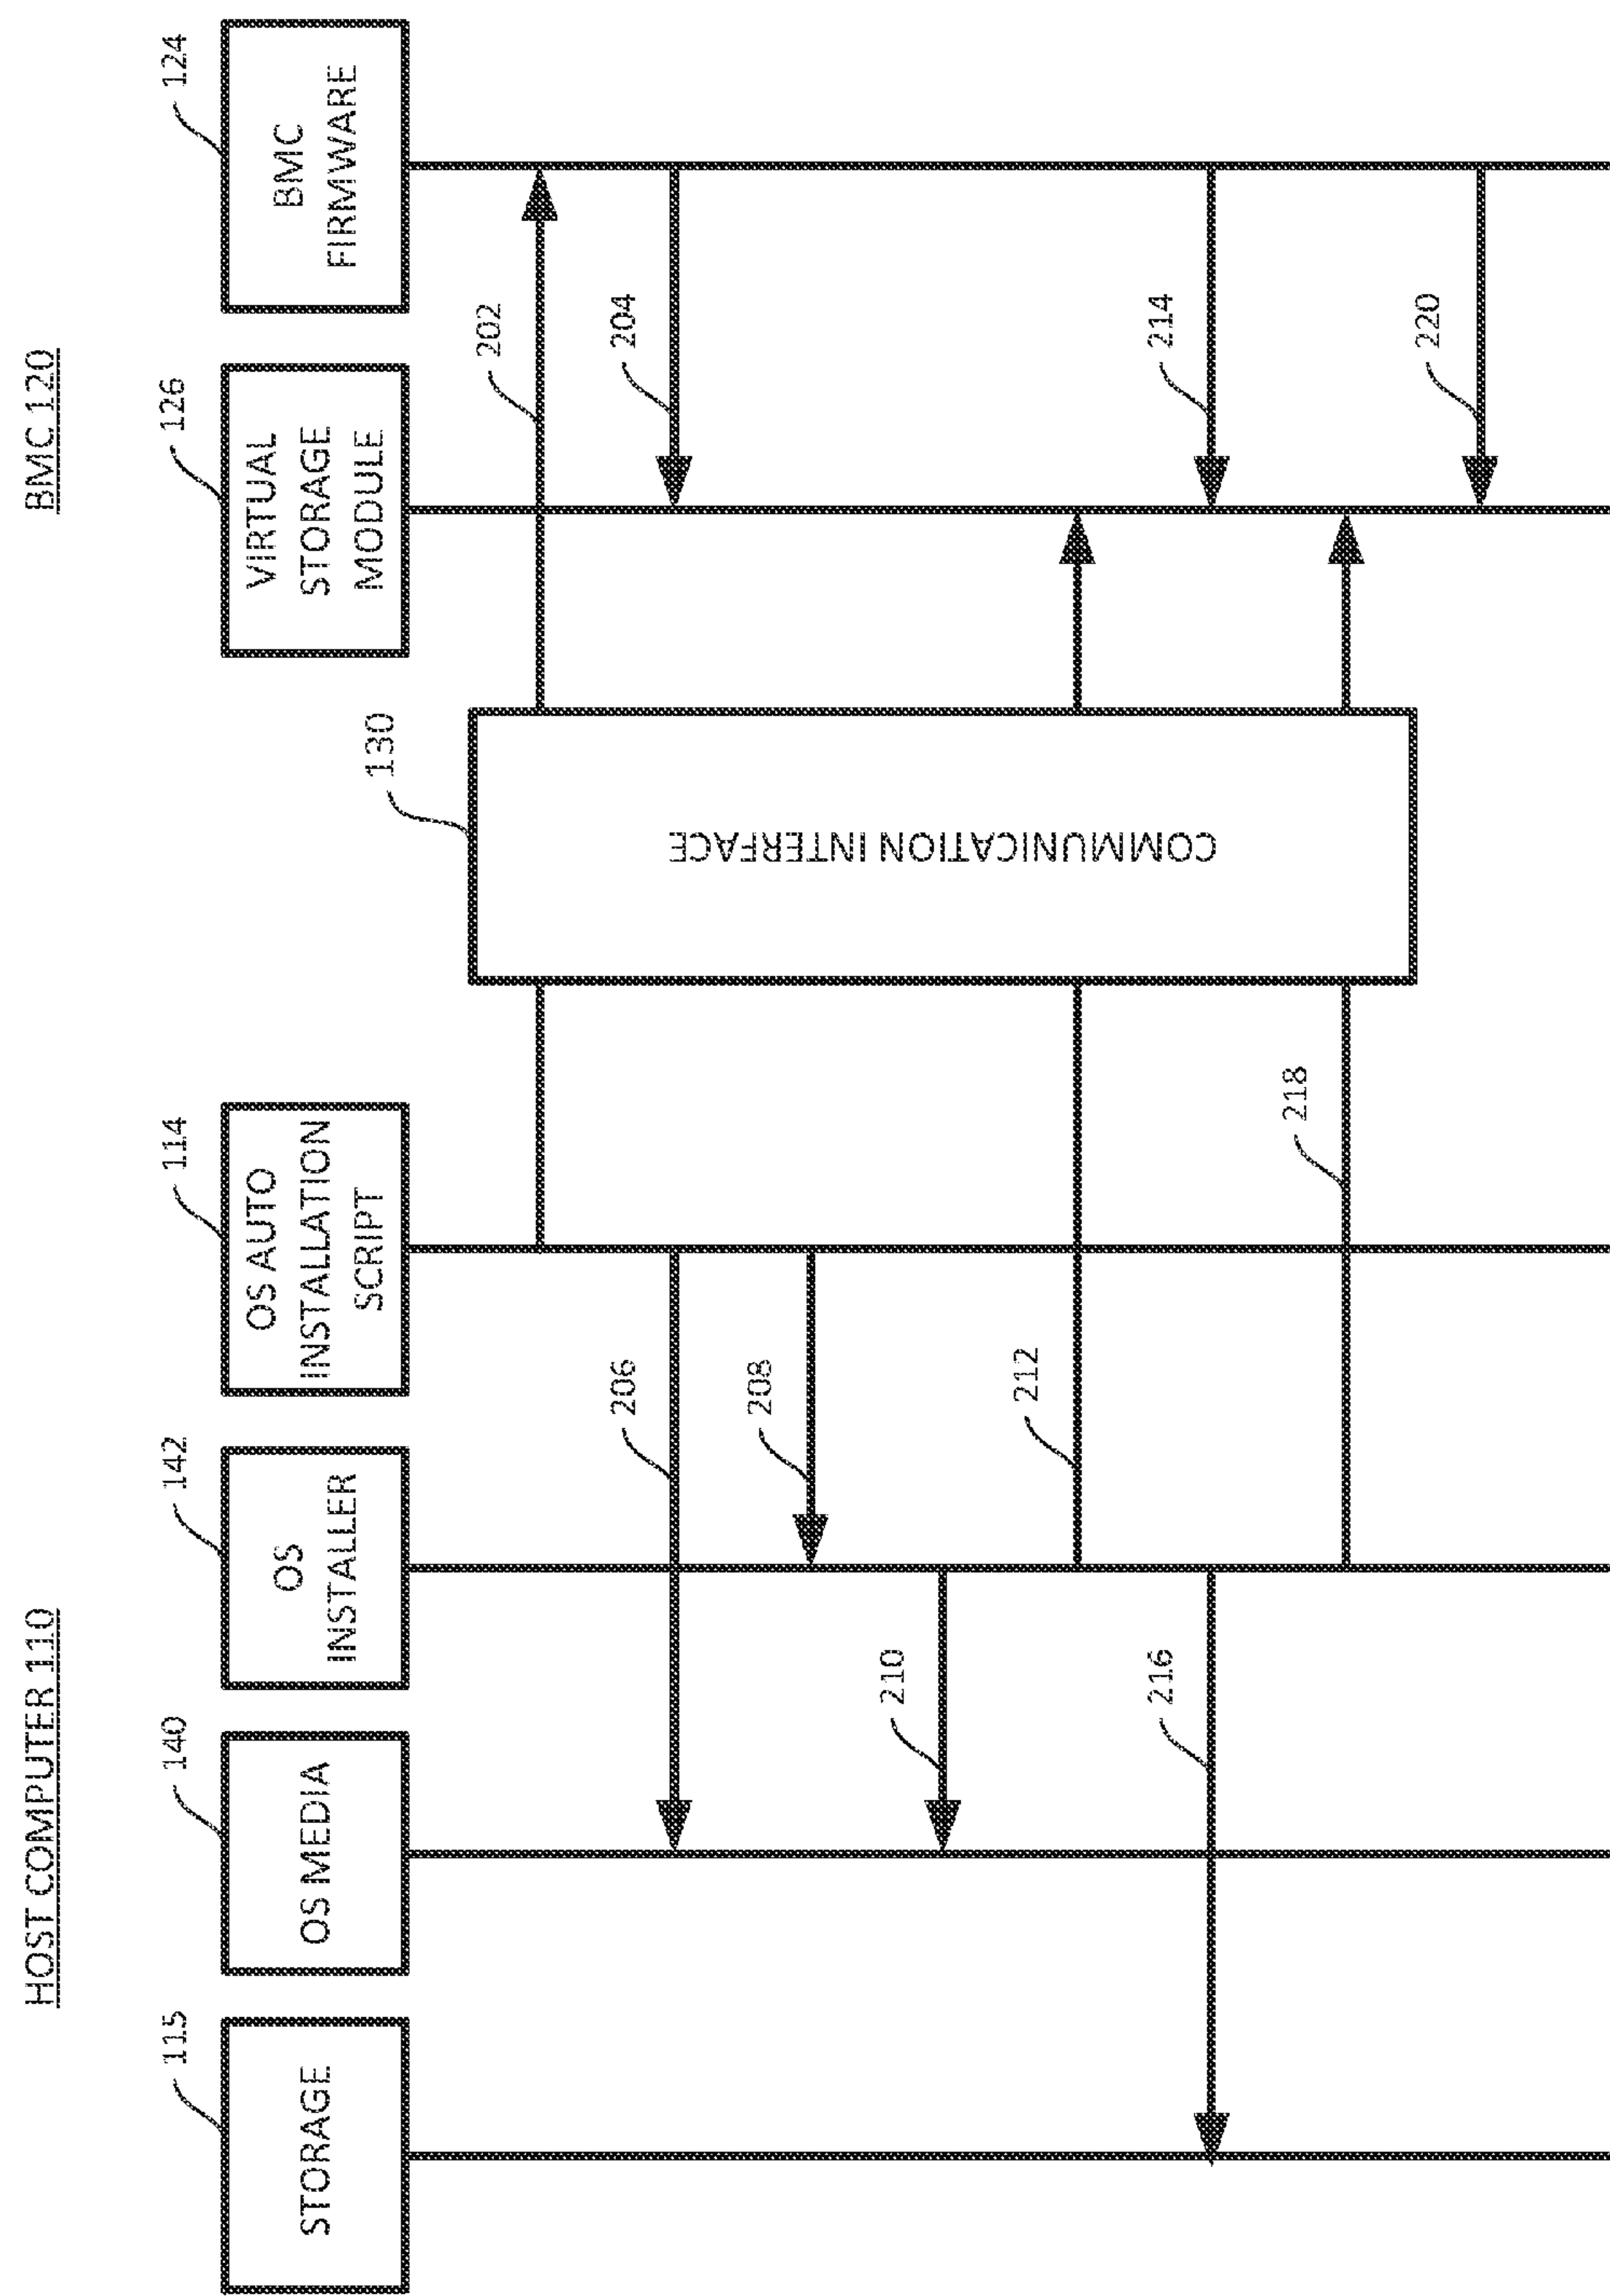 HOST COMPUTER 110
BMC 120
115
140
142
114
126
124
STORAGE
OS MEDIA
OS
INSTALLER
OS AUTO
INSTALLATION
SCRIPT
VIRTUAL
STORAGE
MODULE
BMC
FIRMWARE
130
COMMUNICATION INTERFACE
202
204
206
208
210
212
214
216
218
220